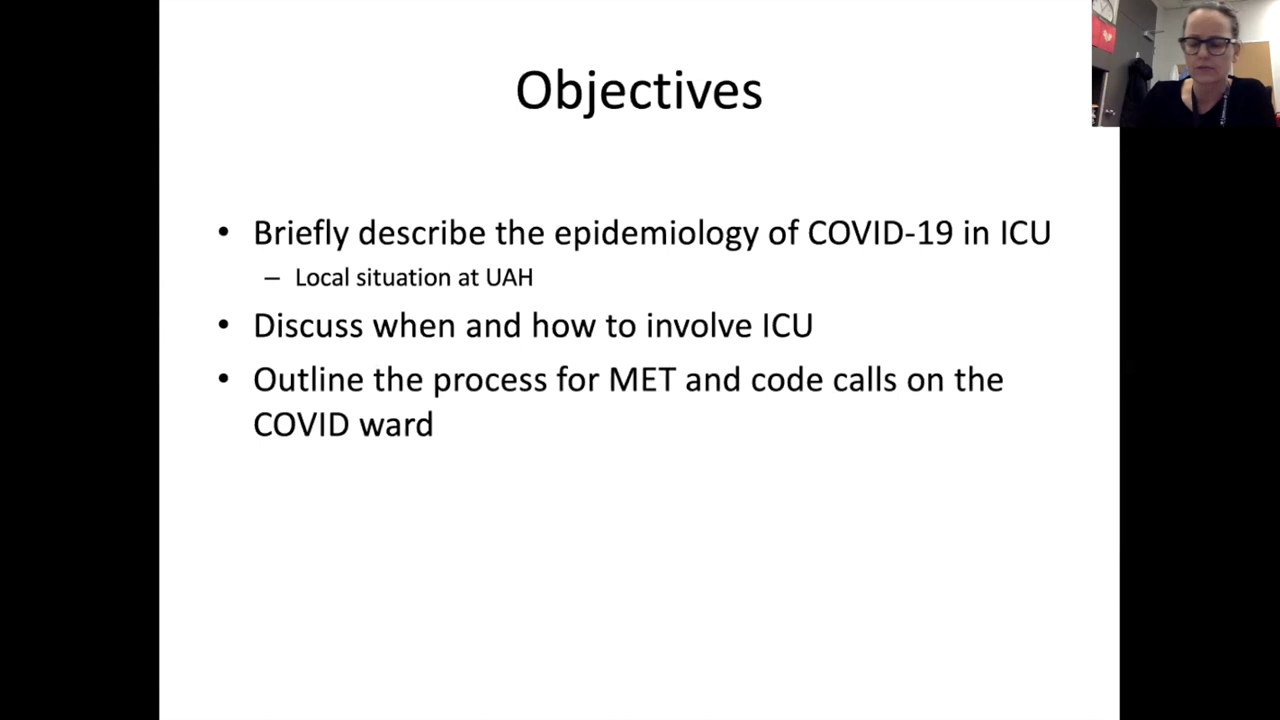 Objectives
• Briefly describe the epidemiology of COVID-19 in ICU
– Local situation at UAH
• Discuss when and how to involve ICU
• Outline the process for MET and code calls on the
COVID ward